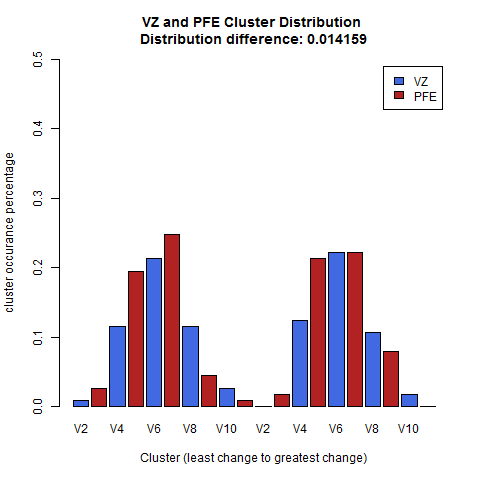 VZ and PFE Cluster Distribution
Distribution difference: 0.014159
VZ
PFE
cluster occurance percentage
0.5
0.4
0.3
0.2
0.1
0.0
V2 V4 V6 V8 V10 V2 V4 V6 V8 V10
Cluster (least change to greatest change)